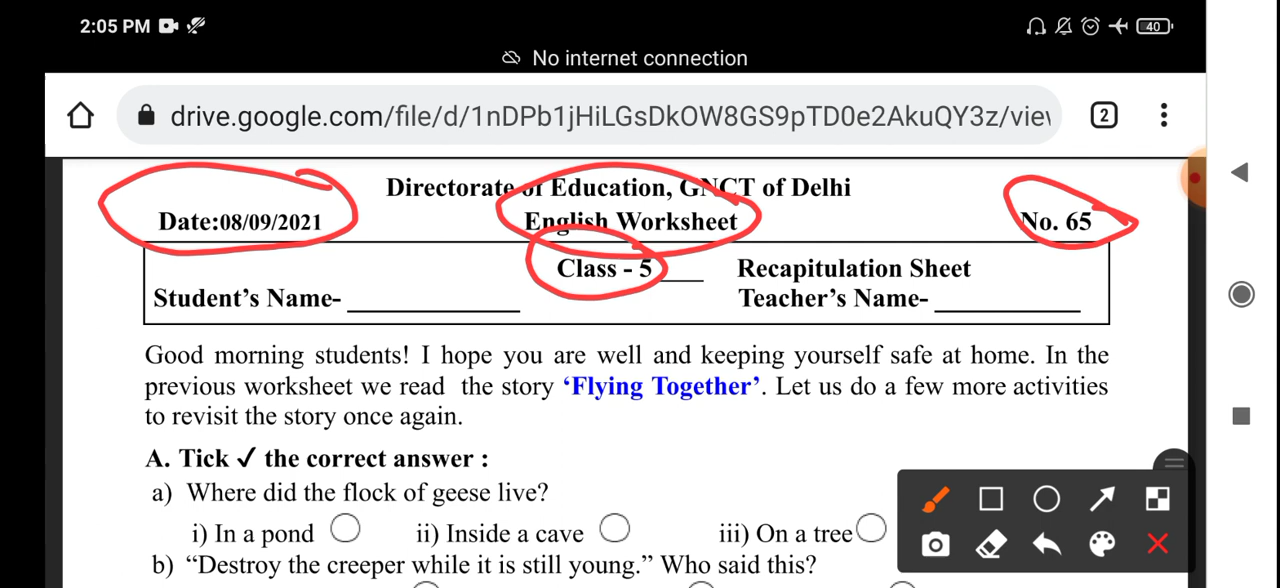 2:05 PM 40
No internet connection
drive.google.com/file/d/1nDPb1jHiLGsDkOW8GS9pTD0e2AkuQY3z/view 2
Directorate of Education, GNCT of Delhi
Date:08/09/2021 English Worksheet No. 65
Class - 5 Recapitulation Sheet
Student’s Name- Teacher’s Name-
Good morning students! I hope you are well and keeping yourself safe at home. In the
previous worksheet we read the story ‘Flying Together’. Let us do a few more activities
to revisit the story once again.
A. Tick ✓ the correct answer :
a) Where did the flock of geese live?
i) In a pond ii) Inside a cave iii) On a tree
b) “Destroy the creeper while it is still young.” Who said this?